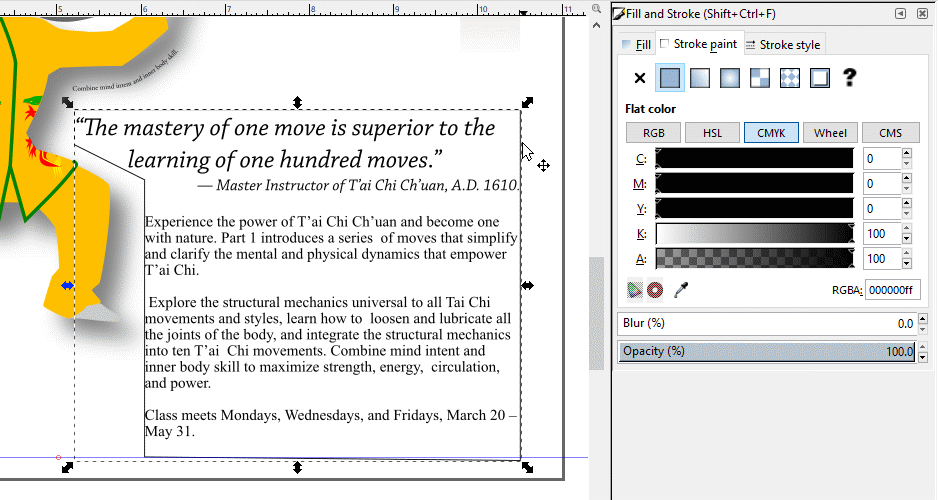 5 6 7 8 9 10 11
Combine mind intent and inner body skill.
“The mastery of one move is superior to the
learning of one hundred moves.”
— Master Instructor of T’ai Chi Ch’uan, A.D. 1610.
Experience the power of T’ai Chi Ch’uan and become one
with nature. Part 1 introduces a series  of moves that simplify
and clarify the mental and physical dynamics that empower
T’ai Chi.
Explore the structural mechanics universal to all Tai Chi
movements and styles, learn how to  loosen and lubricate all
the joints of the body, and integrate the structural mechanics
into ten T’ai  Chi movements. Combine mind intent and
inner body skill to maximize strength, energy,  circulation,
and power.
Class meets Mondays, Wednesdays, and Fridays, March 20 –
May 31.
Fill and Stroke (Shift+Ctrl+F)
Fill Stroke paint Stroke style
?
Flat color
RGB HSL CMYK Wheel CMS
C: 0
M: 0
Y: 0
K: 100
A: 100
RGBA: 000000ff
Blur (%) 0.0
Opacity (%) 100.0